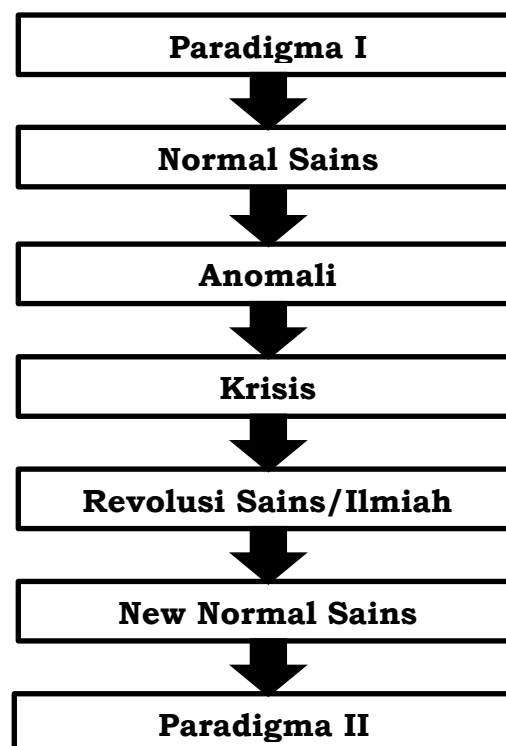 Paradigma I
Normal Sains
Anomali
Krisis
Revolusi Sains/Ilmiah
New Normal Sains
Paradigma II